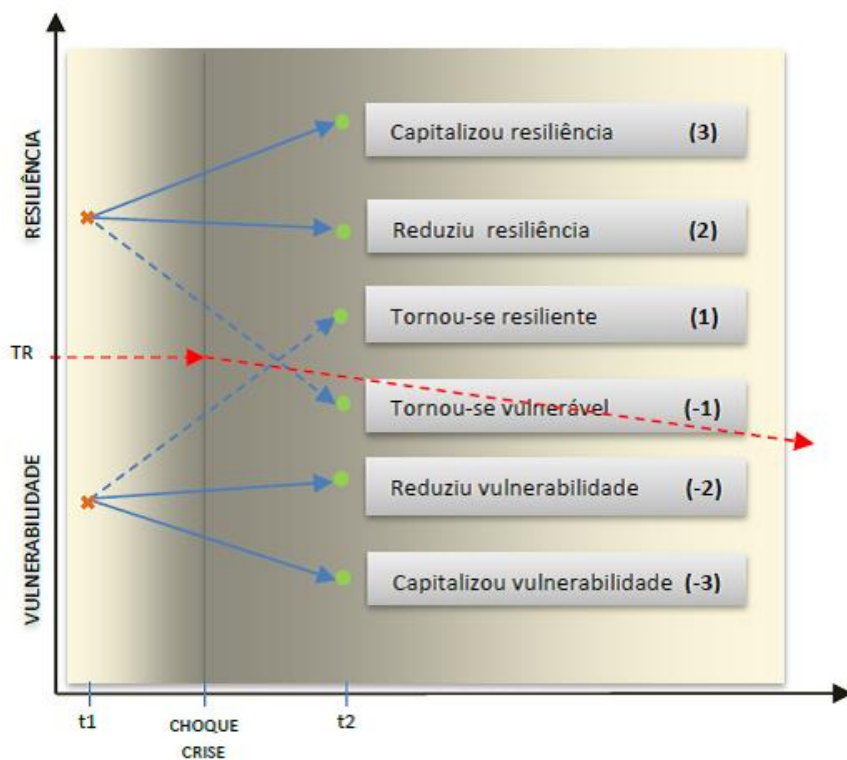 RESILIÊNCIA
Capitalizou resiliência (3)
Reduziu resiliência (2)
Tornou-se resiliente (1)
TR
Tornou-se vulnerável (-1)
VULNERABILIDADE
Reduziu vulnerabilidade (-2)
Capitalizou vulnerabilidade (-3)
t1
CHOQUE
CRISE
t2